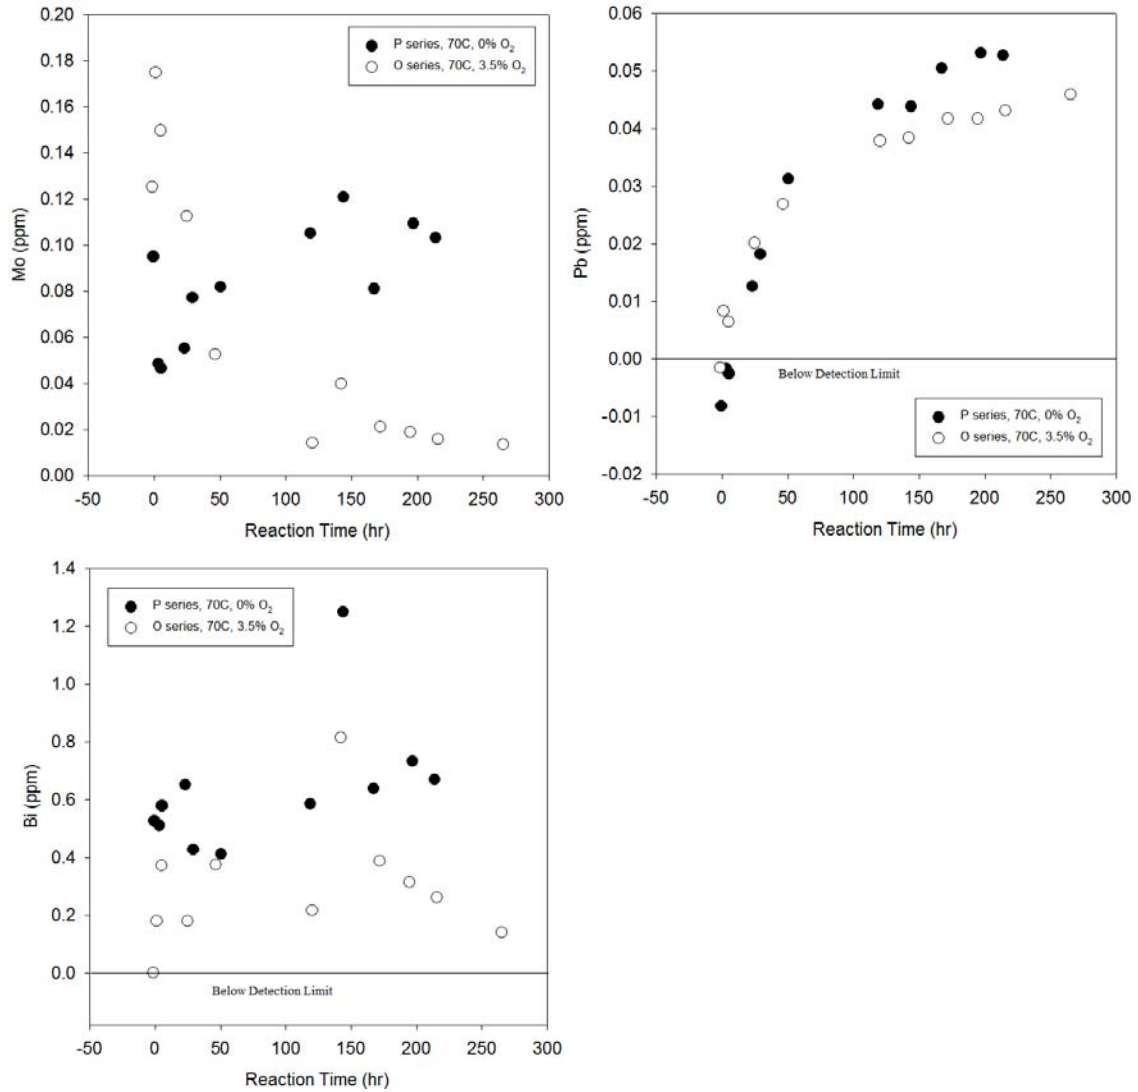 0.20
0.18
0.16
0.14
0.12
0.10
0.08
0.06
0.04
0.02
0.00
Mo (ppm)
P series, 70C, 0% O₂
O series, 70C, 3.5% O₂
-50 0 50 100 150 200 250 300
Reaction Time (hr)
0.06
0.05
0.04
0.03
0.02
0.01
0.00
-0.01
-0.02
Pb (ppm)
Below Detection Limit
P series, 70C, 0% O₂
O series, 70C, 3.5% O₂
-50 0 50 100 150 200 250 300
Reaction Time (hr)
1.4
1.2
1.0
0.8
0.6
0.4
0.2
0.0
Bi (ppm)
P series, 70C, 0% O₂
O series, 70C, 3.5% O₂
Below Detection Limit
-50 0 50 100 150 200 250 300
Reaction Time (hr)